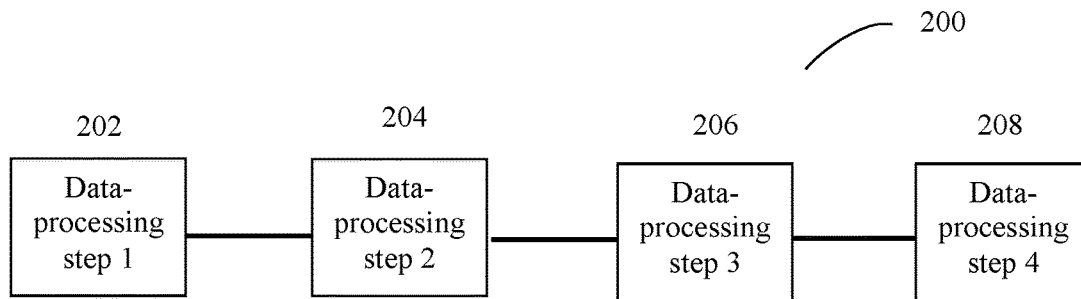 200
202
204
206
208
Data-
processing
step 1
Data-
processing
step 2
Data-
processing
step 3
Data-
processing
step 4